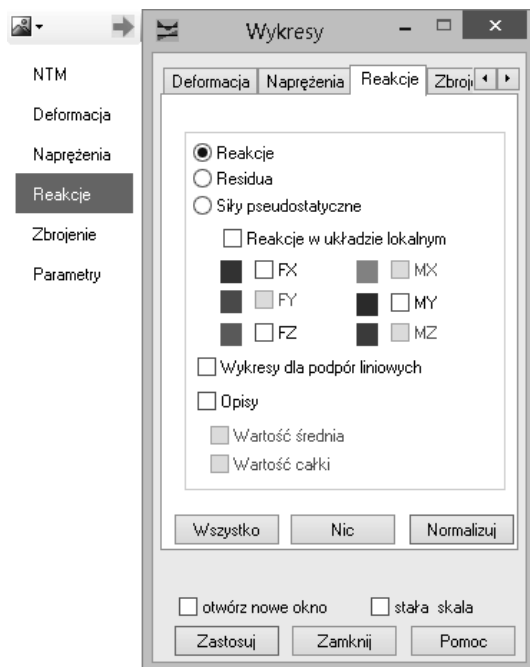 Wykresy
NTM
Deformacja
Naprężenia
Reakcje
Zbrojenie
Parametry
Deformacja Naprężenia Reakcje Zbroj
Reakcje
Residua
Siły pseudostatyczne
Reakcje w układzie lokalnym
FX MX
FY MY
FZ MZ
Wykresy dla podpór liniowych
Opisy
Wartość średnia
Wartość całki
Wszystko Nic Normalizuj
otwórz nowe okno stała skala
Zastosuj Zamknij Pomoc